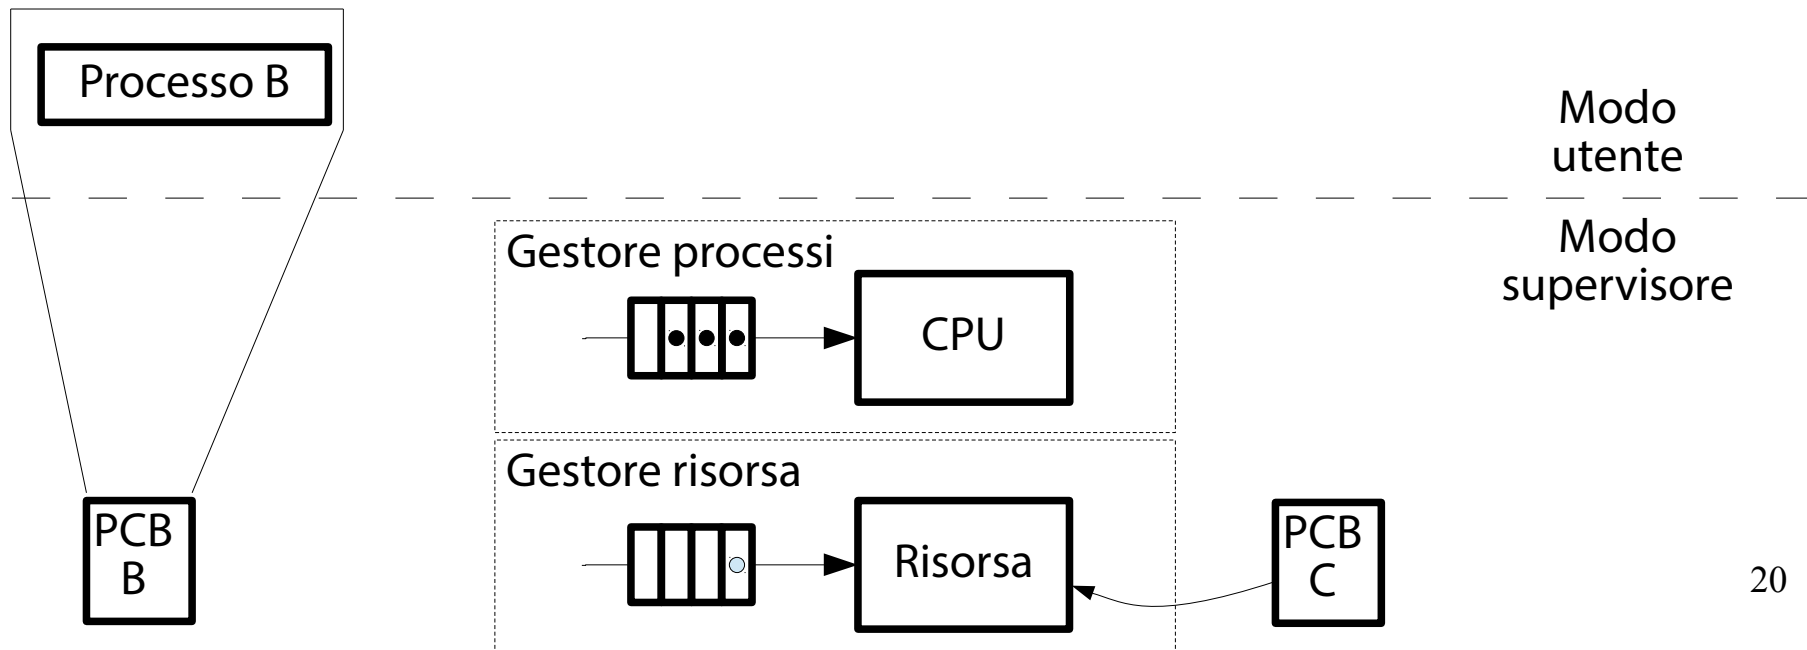 Processo B
Modo
utente
Modo
supervisore
Gestore processi
CPU
Gestore risorsa
Risorsa
PCB
B
PCB
C
20